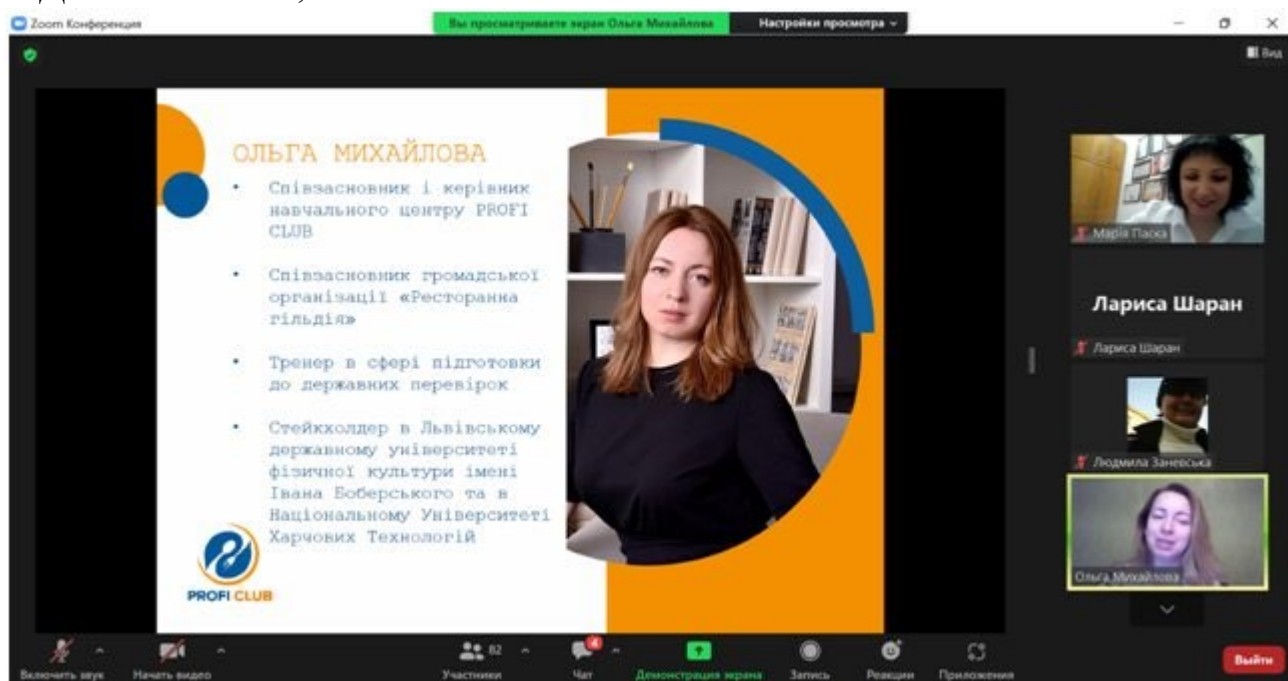 Zoom Конференция
Вы просматриваете экран Ольга Михайлова
Настройки просмотра
Вид
ОЛЬГА МИХАЙЛОВА
• Співзасновник і керівник
навчального центру PROFI
CLUB
• Співзасновник громадської
організації «Ресторанна
гільдія»
• Тренер в сфері підготовки
до державних перевірок
• Стейкхолдер в Львівському
державному університеті
фізичної культури імені
Івана Боберського та в
Національному Університеті
Харчових Технологій
PROFI CLUB
Марія Паска
Лариса Шаран
Лариса Шаран
Людмила Заневська
Ольга Михайлова
Включить звук
Начать видео
82
Участники
4
Чат
Демонстрация экрана
Запись
Реакции
Приложения
Выйти